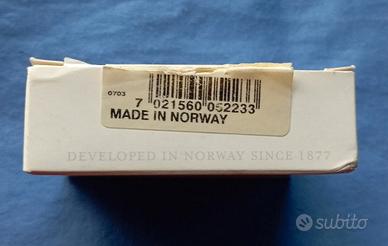 0703
7 021560 052233
MADE IN NORWAY
DEVELOPED IN NORWAY SINCE 1877
subito